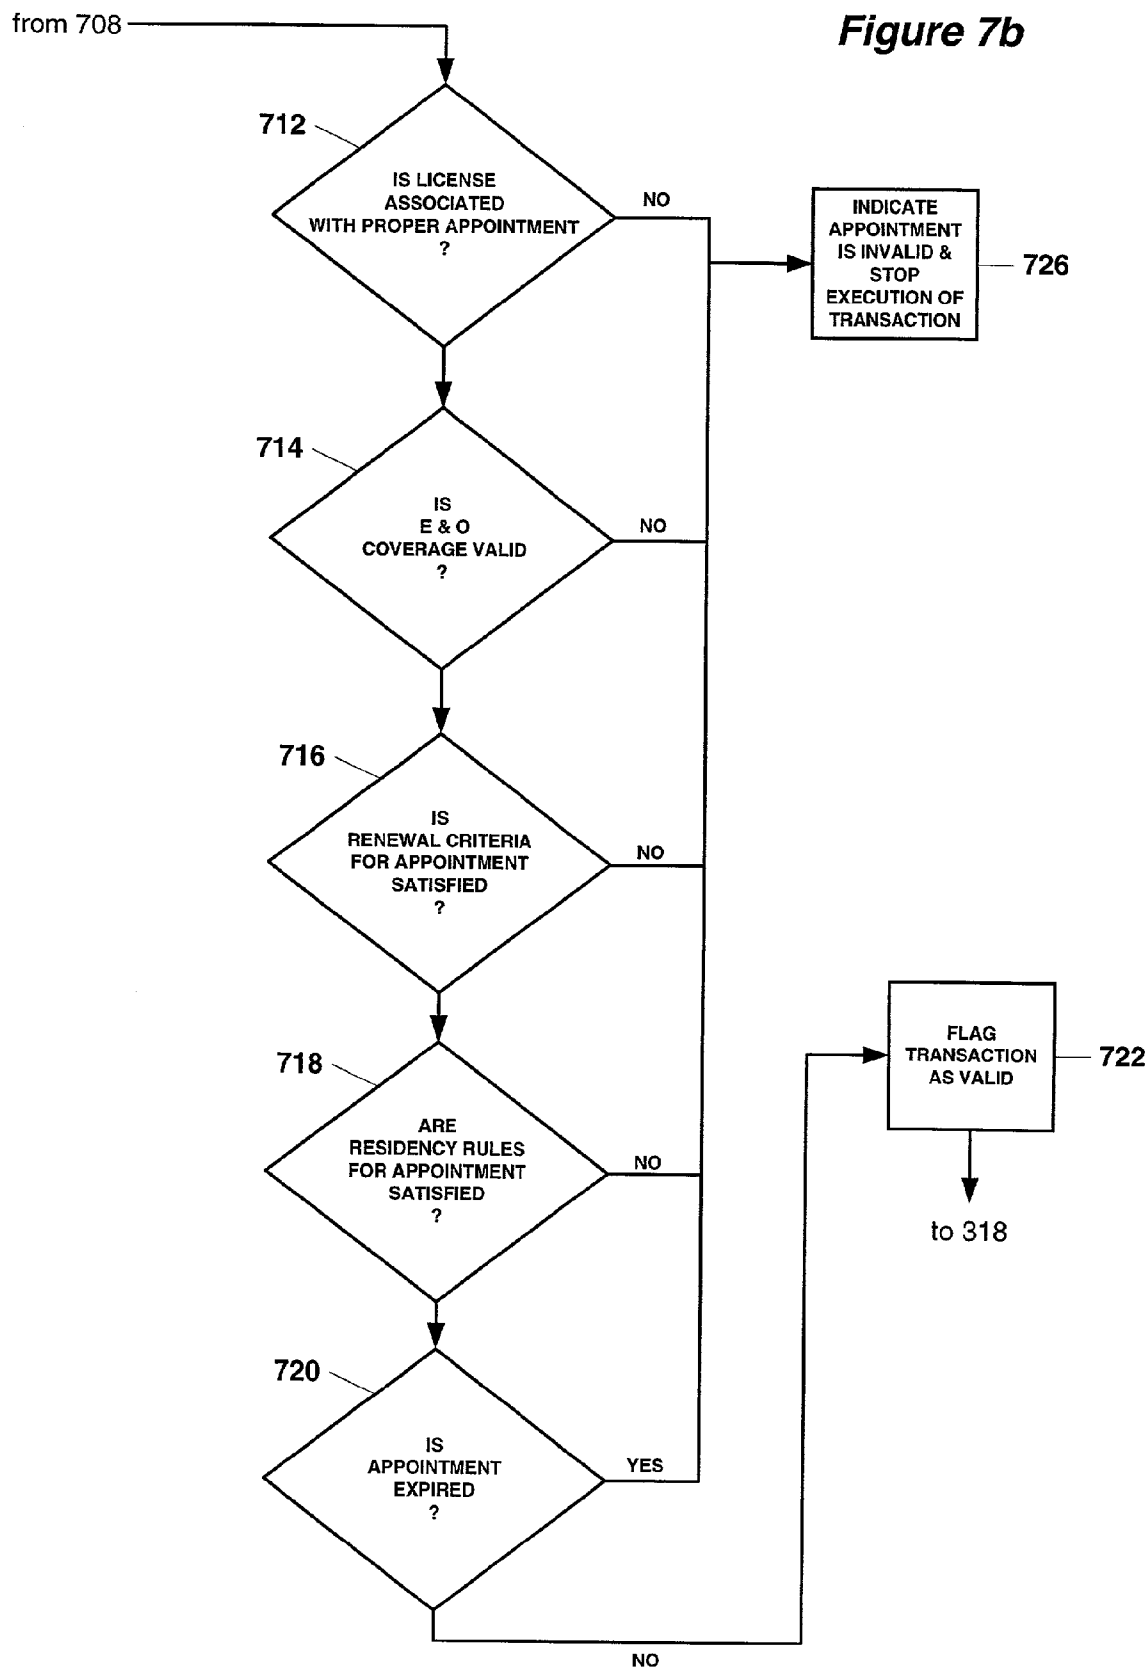 from 708
Figure 7b
712
IS LICENSE
ASSOCIATED
WITH PROPER APPOINTMENT
?
NO
INDICATE
APPOINTMENT
IS INVALID &
STOP
EXECUTION OF
TRANSACTION
726
714
IS
E & O
COVERAGE VALID
?
NO
716
IS
RENEWAL CRITERIA
FOR APPOINTMENT
SATISFIED
?
NO
718
ARE
RESIDENCY RULES
FOR APPOINTMENT
SATISFIED
?
NO
FLAG
TRANSACTION
AS VALID
722
to 318
720
IS
APPOINTMENT
EXPIRED
?
YES
NO